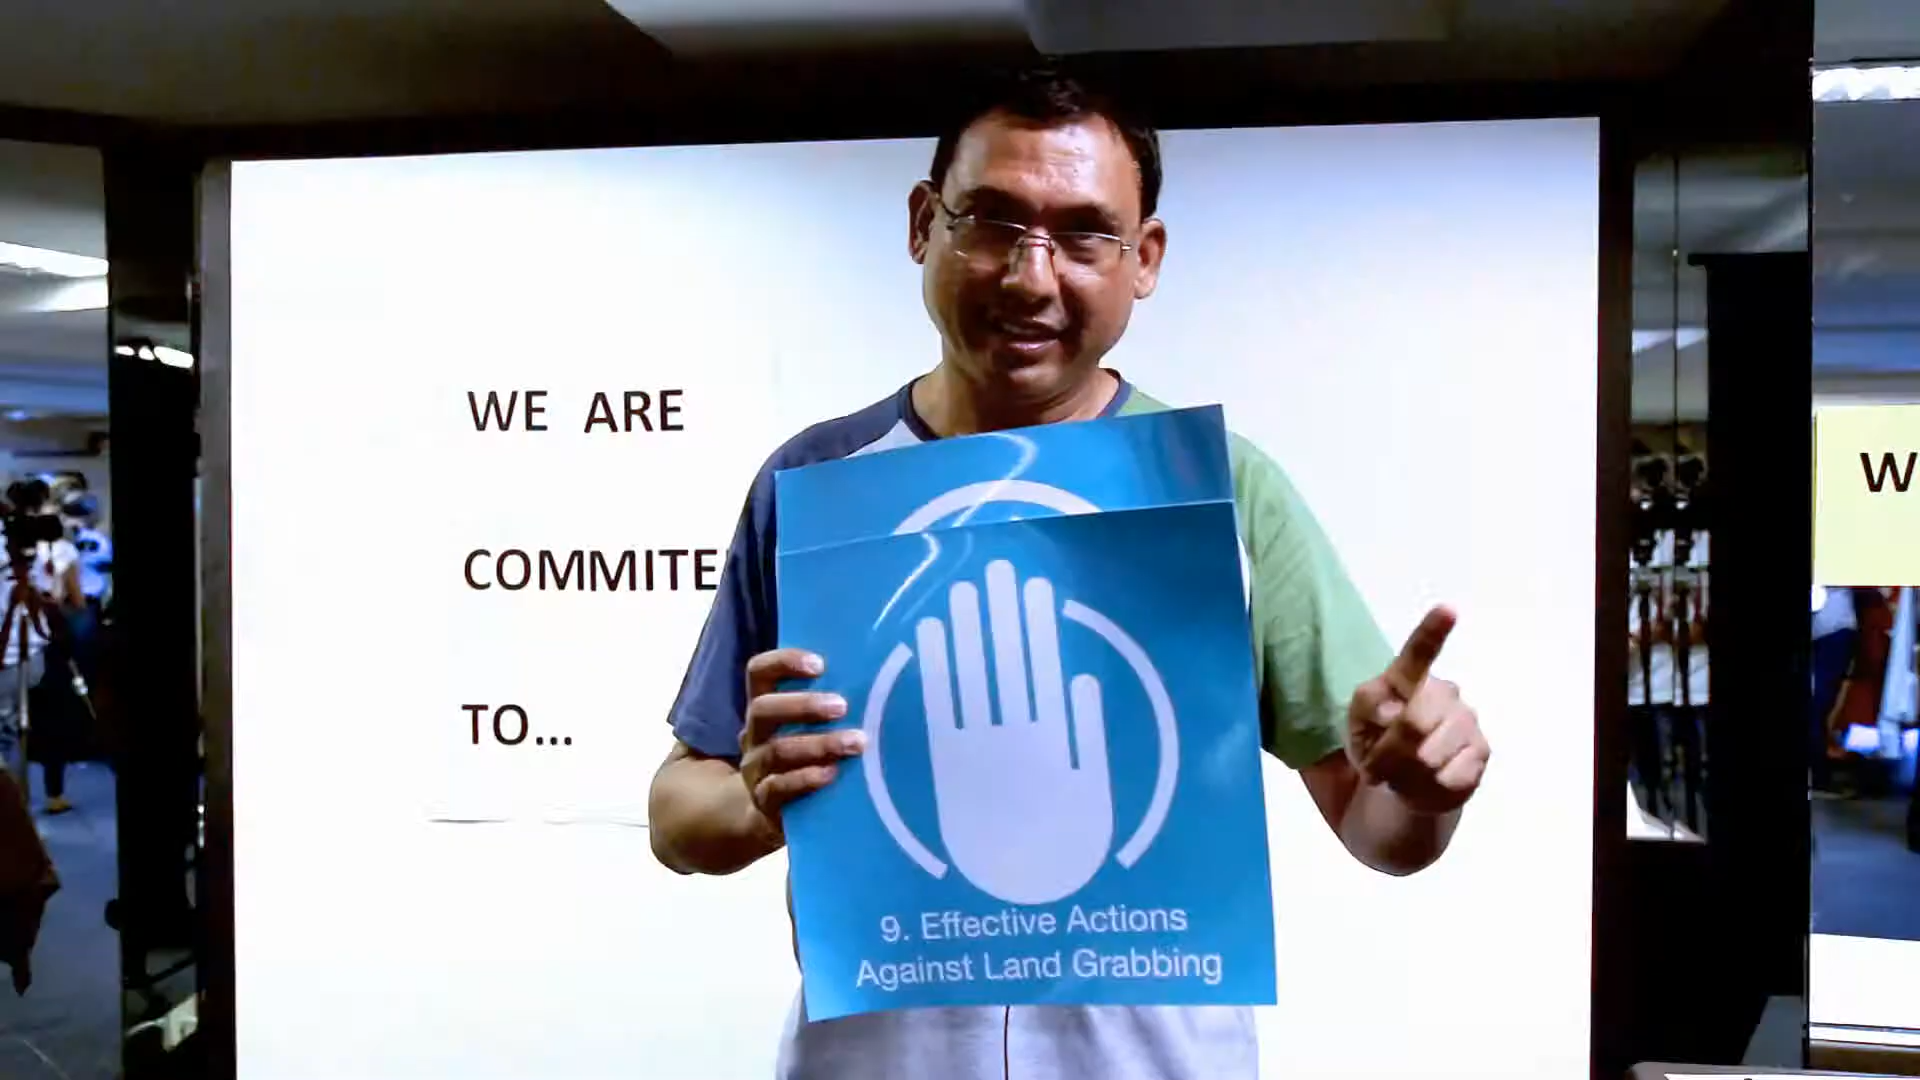 WE ARE
COMMITE
TO...
9. Effective Actions
Against Land Grabbing
W